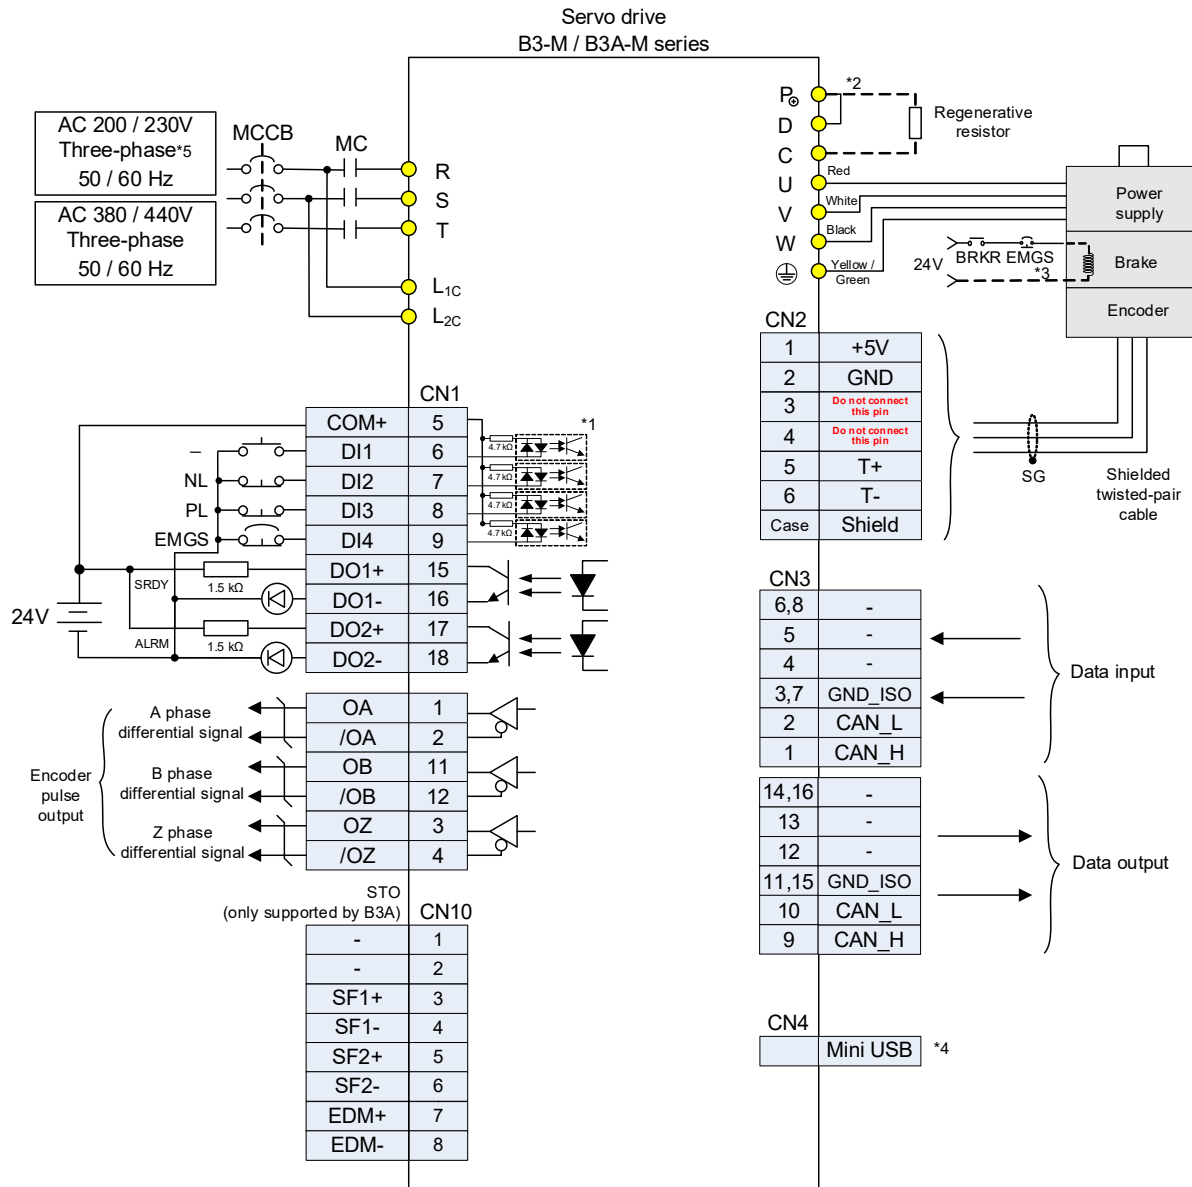 Servo drive
B3-M / B3A-M series
AC 200 / 230V
Three-phase*5
50 / 60 Hz
AC 380 / 440V
Three-phase
50 / 60 Hz
MCCB
MC
R
S
T
L1C
L2C
P⊕
D
C
U
V
W
*2
Regenerative
resistor
Red
White
Black
Yellow /
Green
24V
BRKR EMGS
*3
Power
supply
Brake
Encoder
CN1
COM+ 5
DI1 6
DI2 7
DI3 8
DI4 9
DO1+ 15
DO1- 16
DO2+ 17
DO2- 18
–
NL
PL
EMGS
SRDY
1.5 kΩ
24V
ALRM
1.5 kΩ
*1
4.7 kΩ
4.7 kΩ
4.7 kΩ
4.7 kΩ
OA 1
/OA 2
OB 11
/OB 12
OZ 3
/OZ 4
A phase
differential signal
B phase
differential signal
Z phase
differential signal
Encoder
pulse
output
STO
(only supported by B3A)
CN10
- 1
- 2
SF1+ 3
SF1- 4
SF2+ 5
SF2- 6
EDM+ 7
EDM- 8
CN2
1 +5V
2 GND
3 Do not connect
this pin
4 Do not connect
this pin
5 T+
6 T-
Case Shield
SG
Shielded
twisted-pair
cable
CN3
6,8 -
5 -
4 -
3,7 GND_ISO
2 CAN_L
1 CAN_H
Data input
14,16 -
13 -
12 -
11,15 GND_ISO
10 CAN_L
9 CAN_H
Data output
CN4
Mini USB
*4